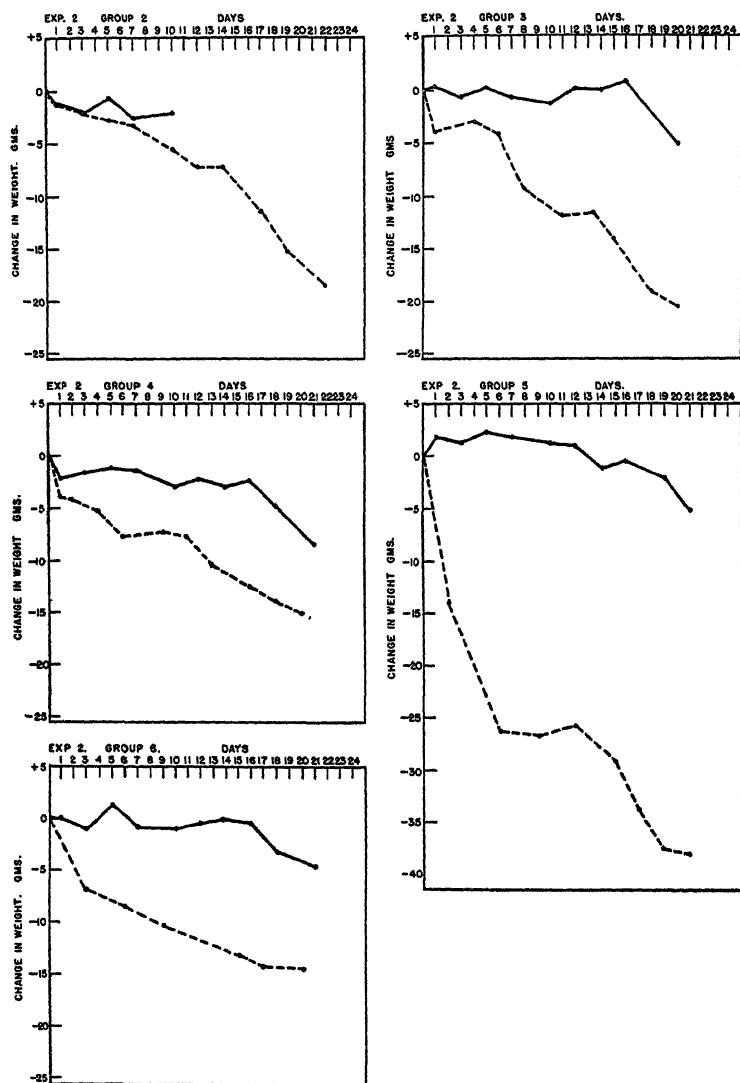 EXP. 2 GROUP 2 DAYS
1 2 3 4 5 6 7 8 9 10 11 12 13 14 15 16 17 18 19 20 21 22 23 24
+5
0
-5
-10
-15
-20
-25
CHANGE IN WEIGHT. GMS.
EXP. 2 GROUP 3 DAYS.
1 2 3 4 5 6 7 8 9 10 11 12 13 14 15 16 17 18 19 20 21 22 23 24
+5
0
-5
-10
-15
-20
-25
CHANGE IN WEIGHT. GMS
EXP. 2 GROUP 4 DAYS
1 2 3 4 5 6 7 8 9 10 11 12 13 14 15 16 17 18 19 20 21 22 23 24
+5
0
-5
-10
-15
-20
-25
CHANGE IN WEIGHT GMS.
EXP. 2. GROUP 5 DAYS.
1 2 3 4 5 6 7 8 9 10 11 12 13 14 15 16 17 18 19 20 21 22 23 24
+5
0
-5
-10
-15
-20
-25
-30
-35
-40
CHANGE IN WEIGHT GMS.
EXP. 2. GROUP 6. DAYS
1 2 3 4 5 6 7 8 9 10 11 12 13 14 15 16 17 18 19 20 21 22 23 24
+5
0
-5
-10
-15
-20
-25
CHANGE IN WEIGHT. GMS.